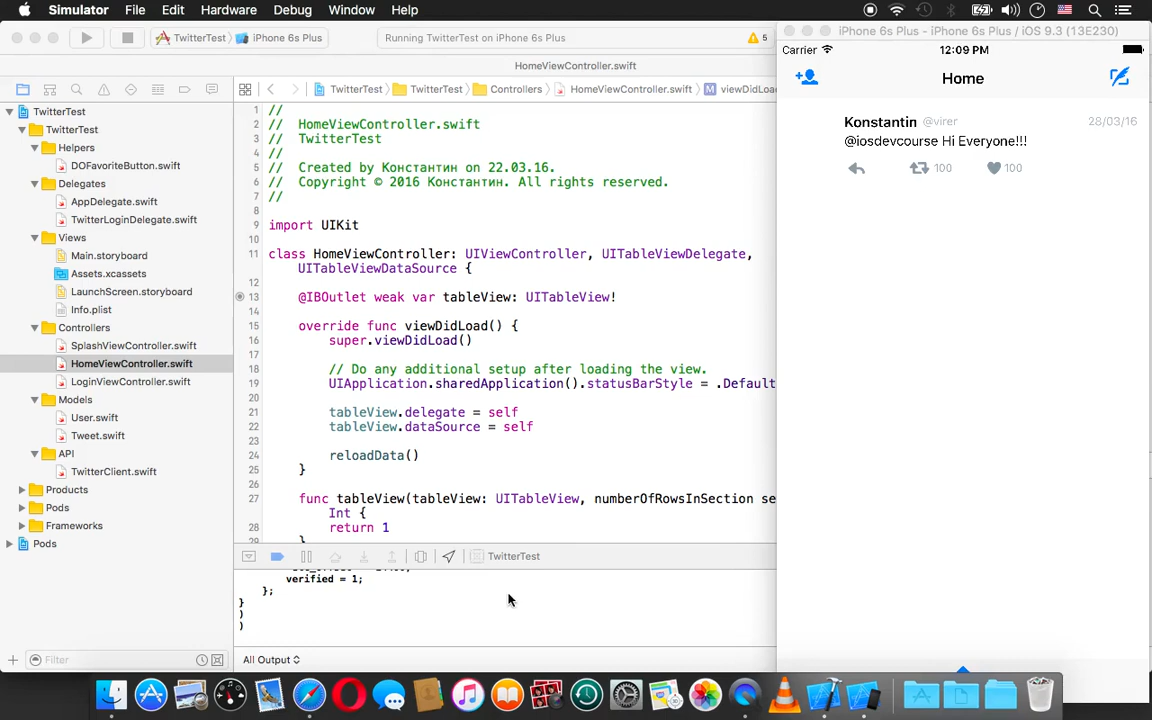 Simulator File Edit Hardware Debug Window Help
TwitterTest iPhone 6s Plus Running TwitterTest on iPhone 6s Plus 5
HomeViewController.swift
TwitterTest TwitterTest Controllers HomeViewController.swift M viewDidLoa
TwitterTest
TwitterTest
Helpers
DOFavoriteButton.swift
Delegates
AppDelegate.swift
TwitterLoginDelegate.swift
Views
Main.storyboard
Assets.xcassets
LaunchScreen.storyboard
Info.plist
Controllers
SplashViewController.swift
HomeViewController.swift
LoginViewController.swift
Models
User.swift
Tweet.swift
API
TwitterClient.swift
Products
Pods
Frameworks
Pods
Filter
1 //
2 // HomeViewController.swift
3 // TwitterTest
4 //
5 // Created by Константин on 22.03.16.
6 // Copyright © 2016 Константин. All rights reserved.
7 //
8
9 import UIKit
10
11 class HomeViewController: UIViewController, UITableViewDelegate,
UITableViewDataSource {
12
13 @IBOutlet weak var tableView: UITableView!
14
15 override func viewDidLoad() {
16 super.viewDidLoad()
17
18 // Do any additional setup after loading the view.
19 UIApplication.sharedApplication().statusBarStyle = .Default
20
21 tableView.delegate = self
22 tableView.dataSource = self
23
24 reloadData()
25 }
26
27 func tableView(tableView: UITableView, numberOfRowsInSection se
Int {
28 return 1
29 }
TwitterTest
verified = 1;
};
}
)
)
All Output
iPhone 6s Plus - iPhone 6s Plus / iOS 9.3 (13E230)
Carrier 12:09 PM
Home
Konstantin @virer 28/03/16
@iosdevcourse Hi Everyone!!!
100 100